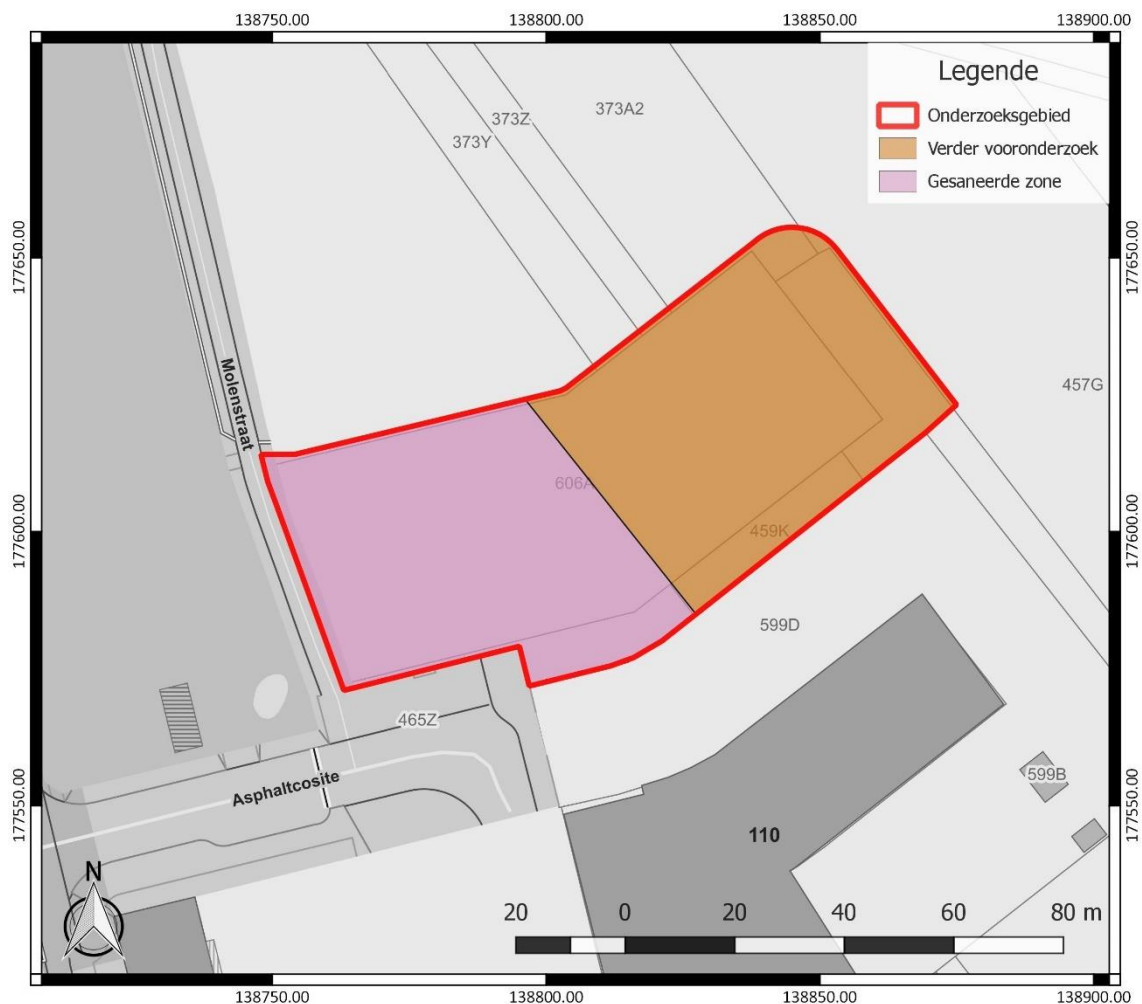 138750.00
138800.00
138850.00
138900.00
Legende
Onderzoeksgebied
Verder vooronderzoek
Gesaneerde zone
373A2
373Z
373Y
177650.00
177650.00
Molenstraat
457G
606A
177600.00
459K
177600.00
599D
465Z
599B
Asphaltcosite
177550.00
177550.00
110
N
20 0 20 40 60 80 m
138750.00
138800.00
138850.00
138900.00